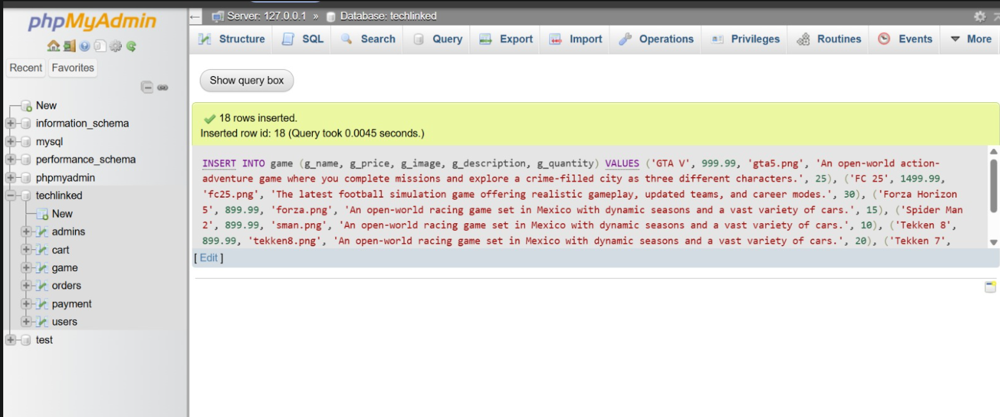 phpMyAdmin
Recent Favorites
New
information_schema
mysql
performance_schema
phpmyadmin
techlinked
New
admins
cart
game
orders
payment
users
test
Server: 127.0.0.1 » Database: techlinked
Structure SQL Search Query Export Import Operations Privileges Routines Events More
Show query box
18 rows inserted.
Inserted row id: 18 (Query took 0.0045 seconds.)
INSERT INTO game (g_name, g_price, g_image, g_description, g_quantity) VALUES ('GTA V', 999.99, 'gta5.png', 'An open-world action-
adventure game where you complete missions and explore a crime-filled city as three different characters.', 25), ('FC 25', 1499.99,
'fc25.png', 'The latest football simulation game offering realistic gameplay, updated teams, and career modes.', 30), ('Forza Horizon
5', 899.99, 'forza.png', 'An open-world racing game set in Mexico with dynamic seasons and a vast variety of cars.', 15), ('Spider Man
2', 899.99, 'sman.png', 'An open-world racing game set in Mexico with dynamic seasons and a vast variety of cars.', 10), ('Tekken 8',
899.99, 'tekken8.png', 'An open-world racing game set in Mexico with dynamic seasons and a vast variety of cars.', 20), ('Tekken 7',
[ Edit ]